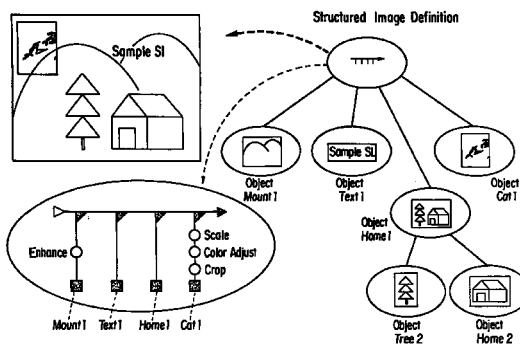 Structured Image Definition
Sample SI
Sample SI.
Object
Mount 1
Object
Text 1
Object
Home 1
Object
Cat 1
Object
Tree 2
Object
Home 2
Enhance
Scale
Color Adjust
Crop
Mount 1
Text 1
Home 1
Cat 1